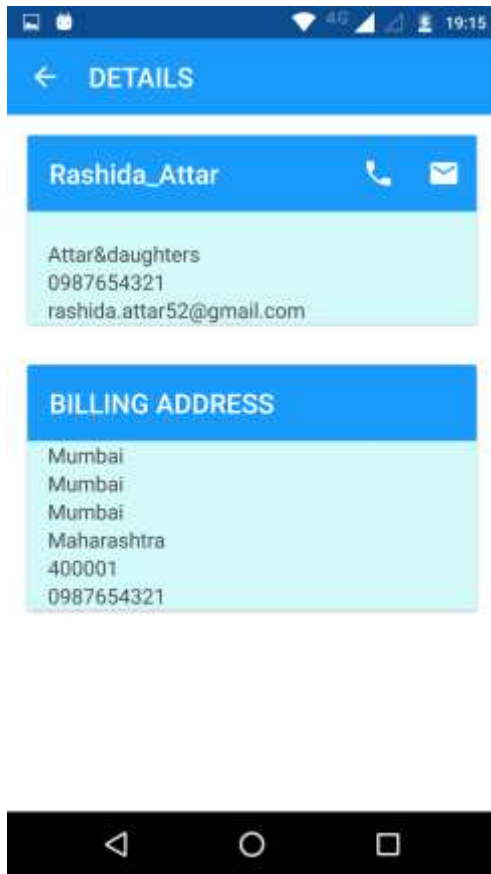 4G 19:15
DETAILS
Rashida_Attar
Attar&daughters
0987654321
rashida.attar52@gmail.com
BILLING ADDRESS
Mumbai
Mumbai
Mumbai
Maharashtra
400001
0987654321